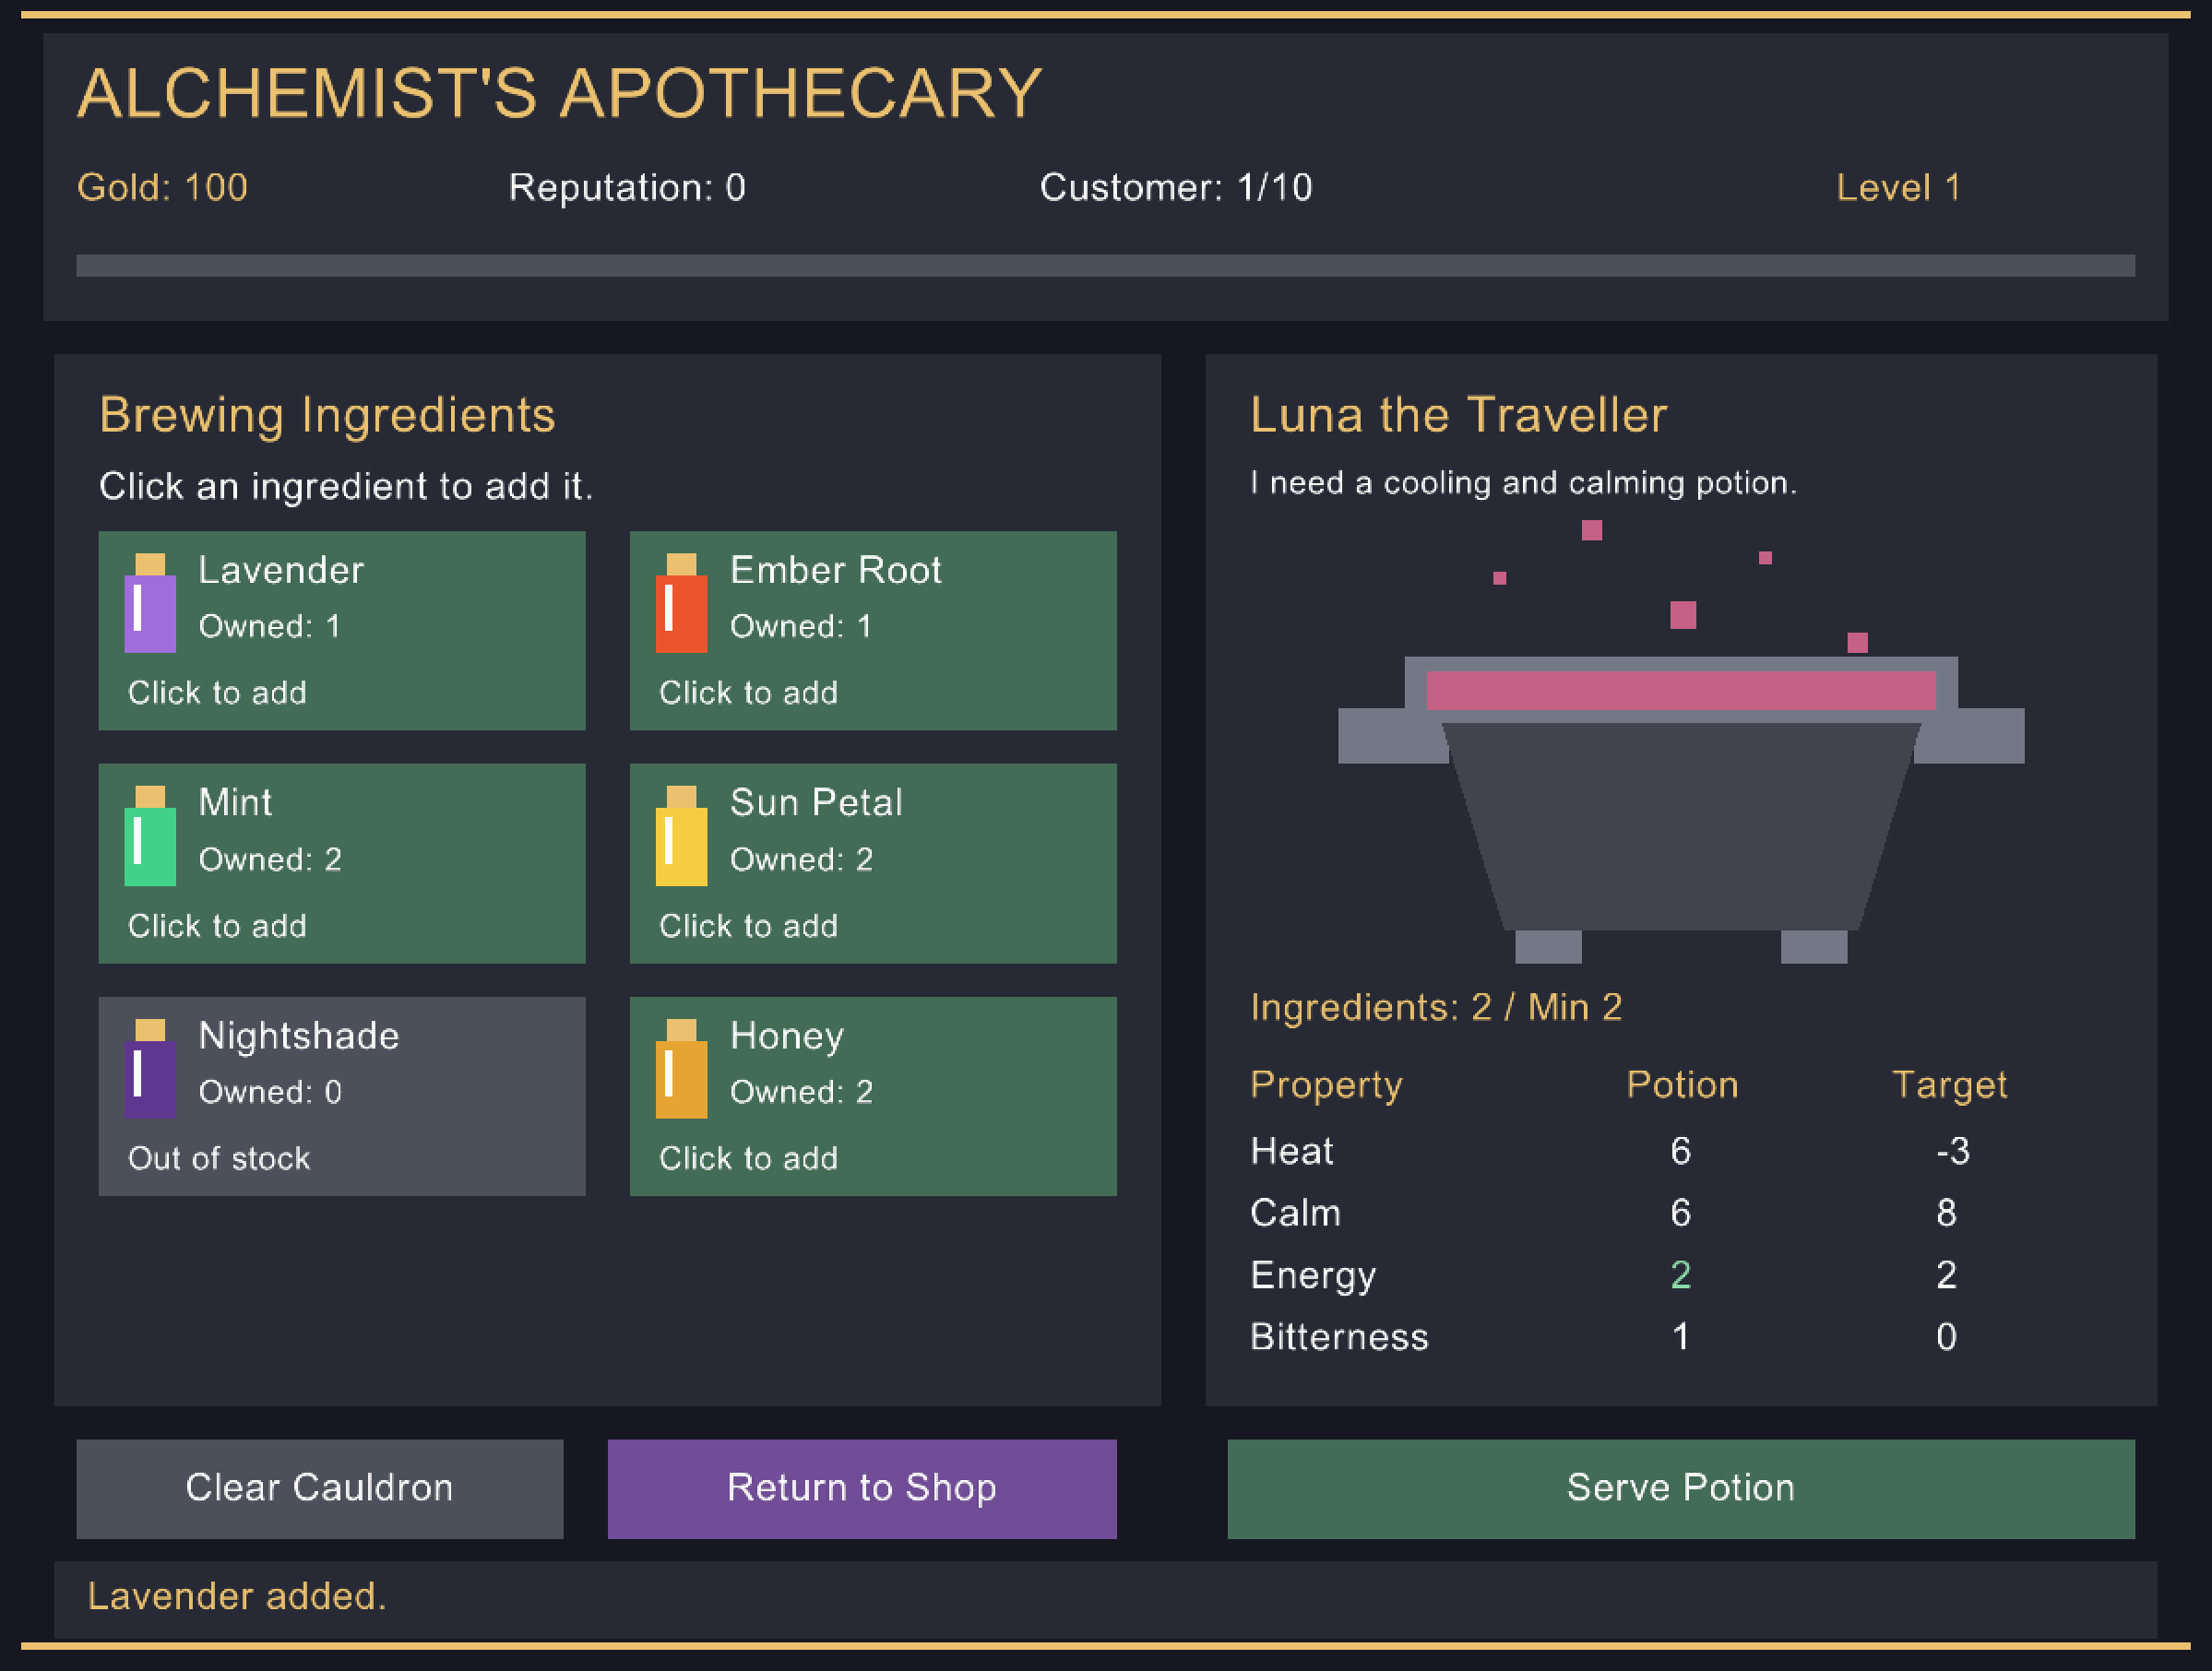 ALCHEMIST'S APOTHECARY
Gold: 100 Reputation: 0 Customer: 1/10 Level 1
Brewing Ingredients
Click an ingredient to add it.
Lavender
Owned: 1
Click to add
Ember Root
Owned: 1
Click to add
Mint
Owned: 2
Click to add
Sun Petal
Owned: 2
Click to add
Nightshade
Owned: 0
Out of stock
Honey
Owned: 2
Click to add
Luna the Traveller
I need a cooling and calming potion.
Ingredients: 2 / Min 2
Property Potion Target
Heat 6 -3
Calm 6 8
Energy 2 2
Bitterness 1 0
Clear Cauldron Return to Shop Serve Potion
Lavender added.